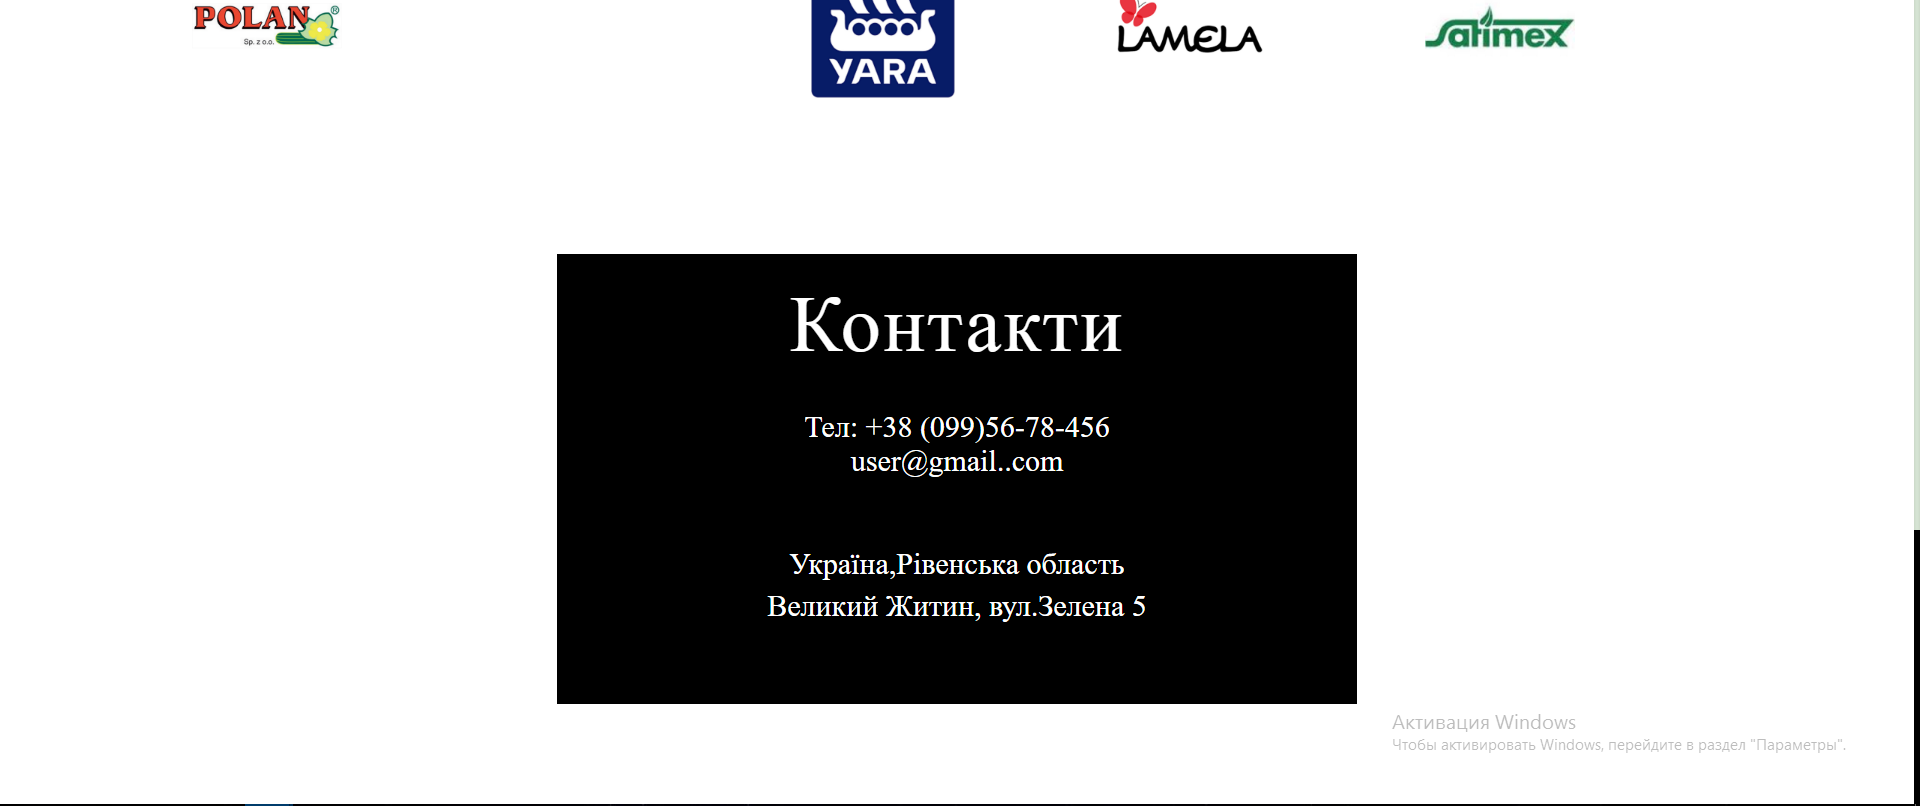 POLAN®
Sp. z o.o.
YARA
LAMELA
Satimex
Контакти
Тел: +38 (099)56-78-456
user@gmail..com
Україна,Рівенська область
Великий Житин, вул.Зелена 5
Активация Windows
Чтобы активировать Windows, перейдите в раздел "Параметры".